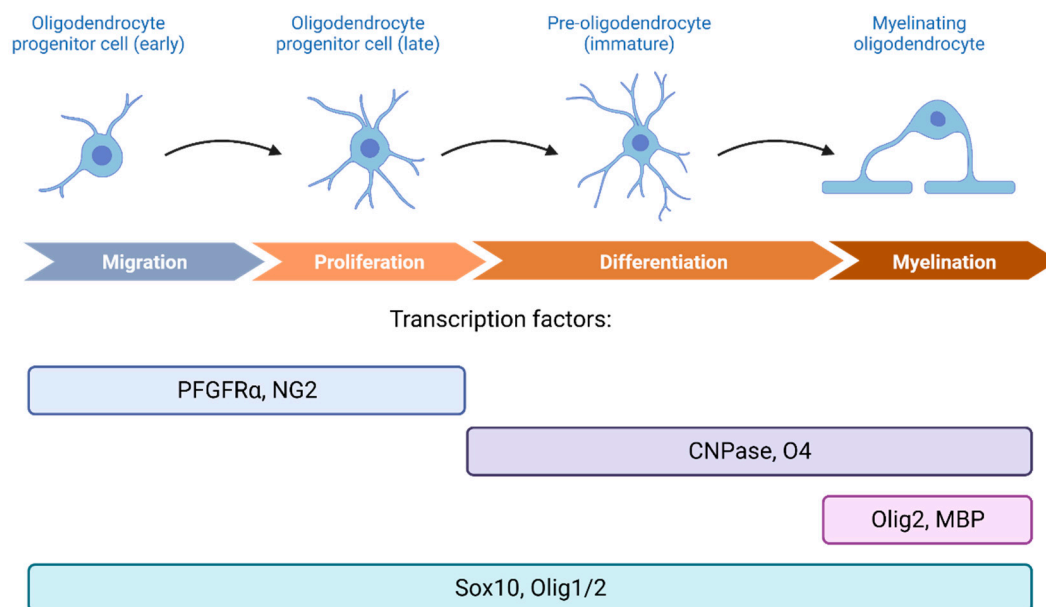 Oligodendrocyte
progenitor cell (early)
Oligodendrocyte
progenitor cell (late)
Pre-oligodendrocyte
(immature)
Myelinating
oligodendrocyte
Migration
Proliferation
Differentiation
Myelination
Transcription factors:
PFGFRα, NG2
CNPase, O4
Olig2, MBP
Sox10, Olig1/2